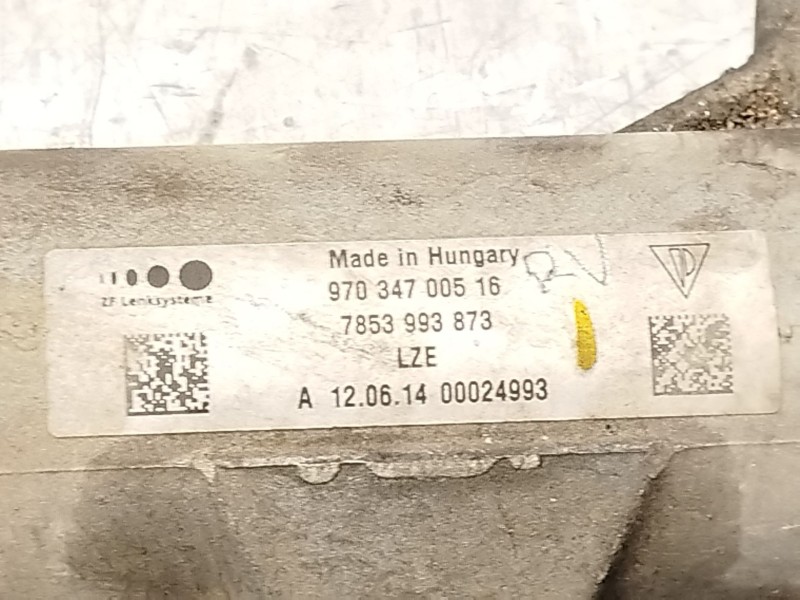 Made in Hungary
970 347 005 16
ZF Lenksysteme
7853 993 873
LZE
A 12.06.14 00024993